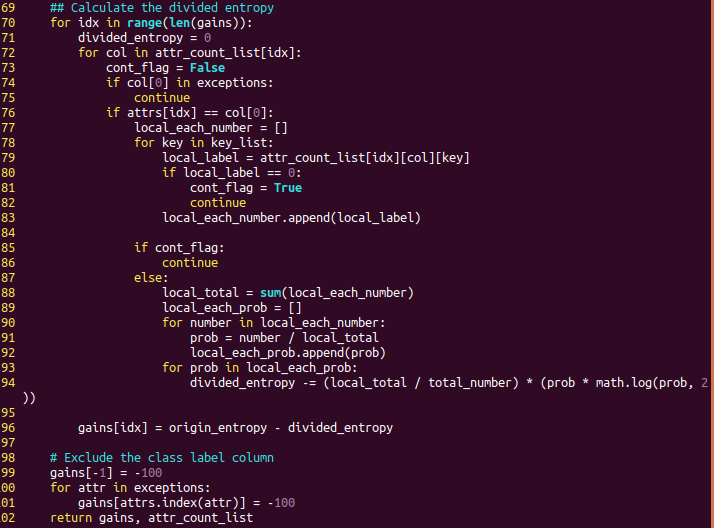 69     ## Calculate the divided entropy
70     for idx in range(len(gains)):
71         divided_entropy = 0
72         for col in attr_count_list[idx]:
73             cont_flag = False
74             if col[0] in exceptions:
75                 continue
76             if attrs[idx] == col[0]:
77                 local_each_number = []
78                 for key in key_list:
79                     local_label = attr_count_list[idx][col][key]
80                     if local_label == 0:
81                         cont_flag = True
82                         continue
83                     local_each_number.append(local_label)
84
85                 if cont_flag:
86                     continue
87                 else:
88                     local_total = sum(local_each_number)
89                     local_each_prob = []
90                     for number in local_each_number:
91                         prob = number / local_total
92                         local_each_prob.append(prob)
93                     for prob in local_each_prob:
94                         divided_entropy -= (local_total / total_number) * (prob * math.log(prob, 2
))
95
96         gains[idx] = origin_entropy - divided_entropy
97
98     # Exclude the class label column
99     gains[-1] = -100
00     for attr in exceptions:
01         gains[attrs.index(attr)] = -100
02     return gains, attr_count_list